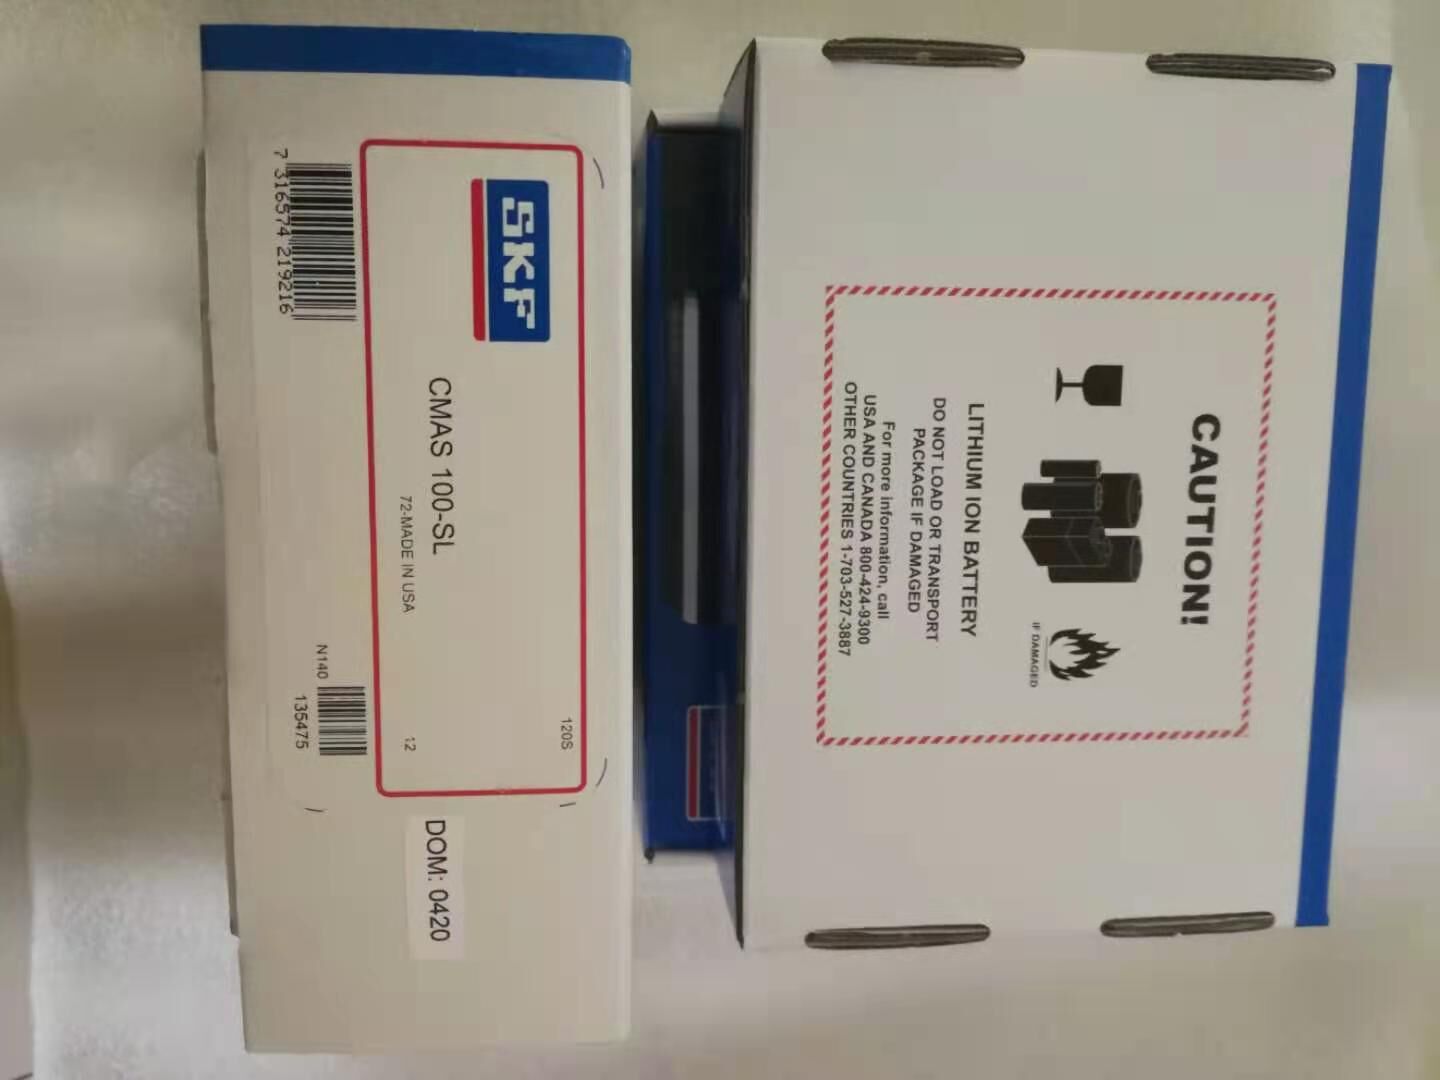 SKF
CMAS 100-SL
72-MADE IN USA
120S
12
7 316574 219216
N140
135475
DOM: 0420
CAUTION!
IF DAMAGED
LITHIUM ION BATTERY
DO NOT LOAD OR TRANSPORT
PACKAGE IF DAMAGED
For more information, call
USA AND CANADA 800-424-9300
OTHER COUNTRIES 1-703-527-3887